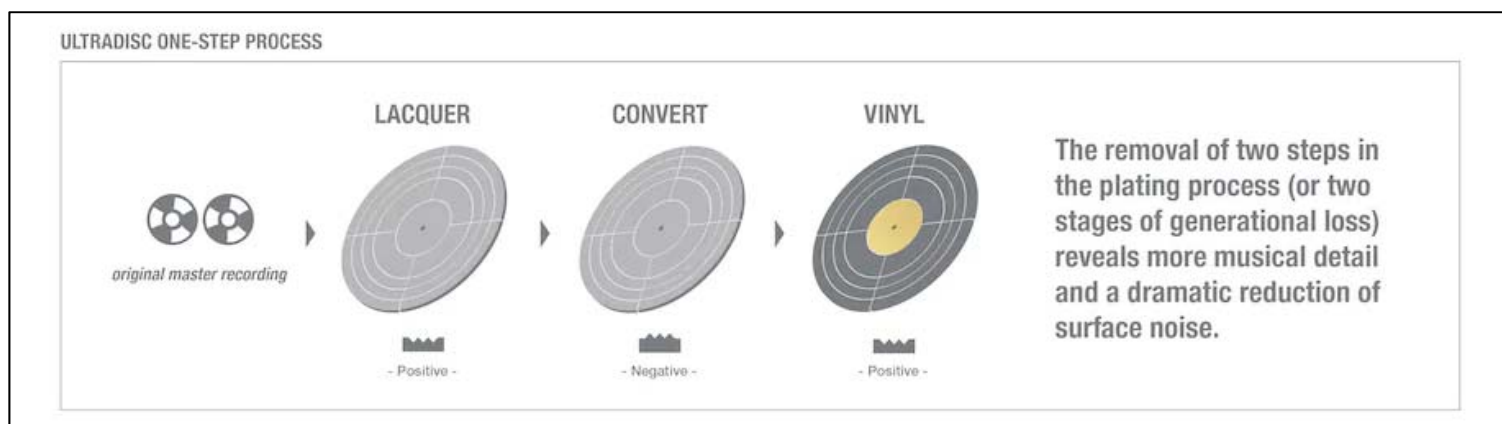 ULTRADISC ONE-STEP PROCESS
LACQUER
CONVERT
VINYL
original master recording
- Positive -
- Negative -
- Positive -
The removal of two steps in
the plating process (or two
stages of generational loss)
reveals more musical detail
and a dramatic reduction of
surface noise.